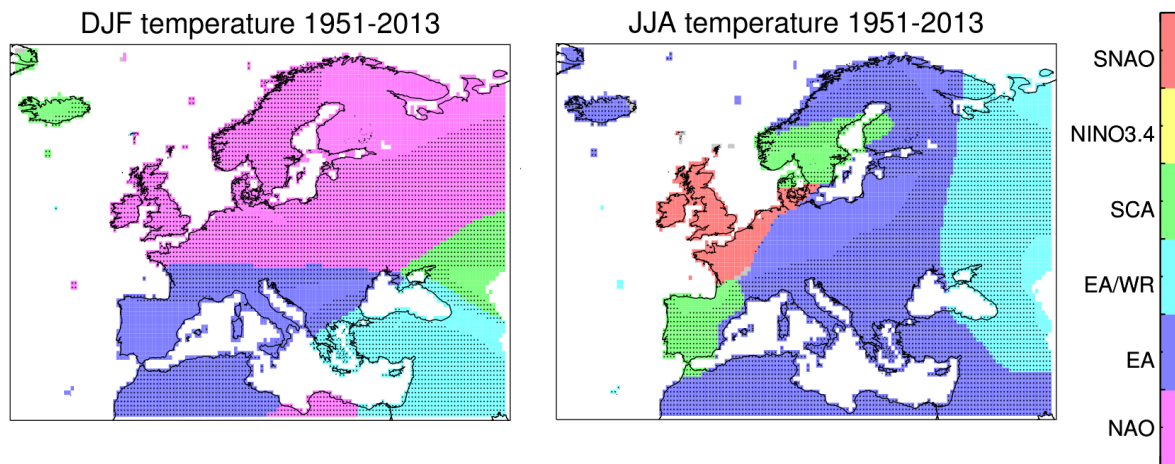 DJF temperature 1951-2013
JJA temperature 1951-2013
SNAO
NINO3.4
SCA
EA/WR
EA
NAO